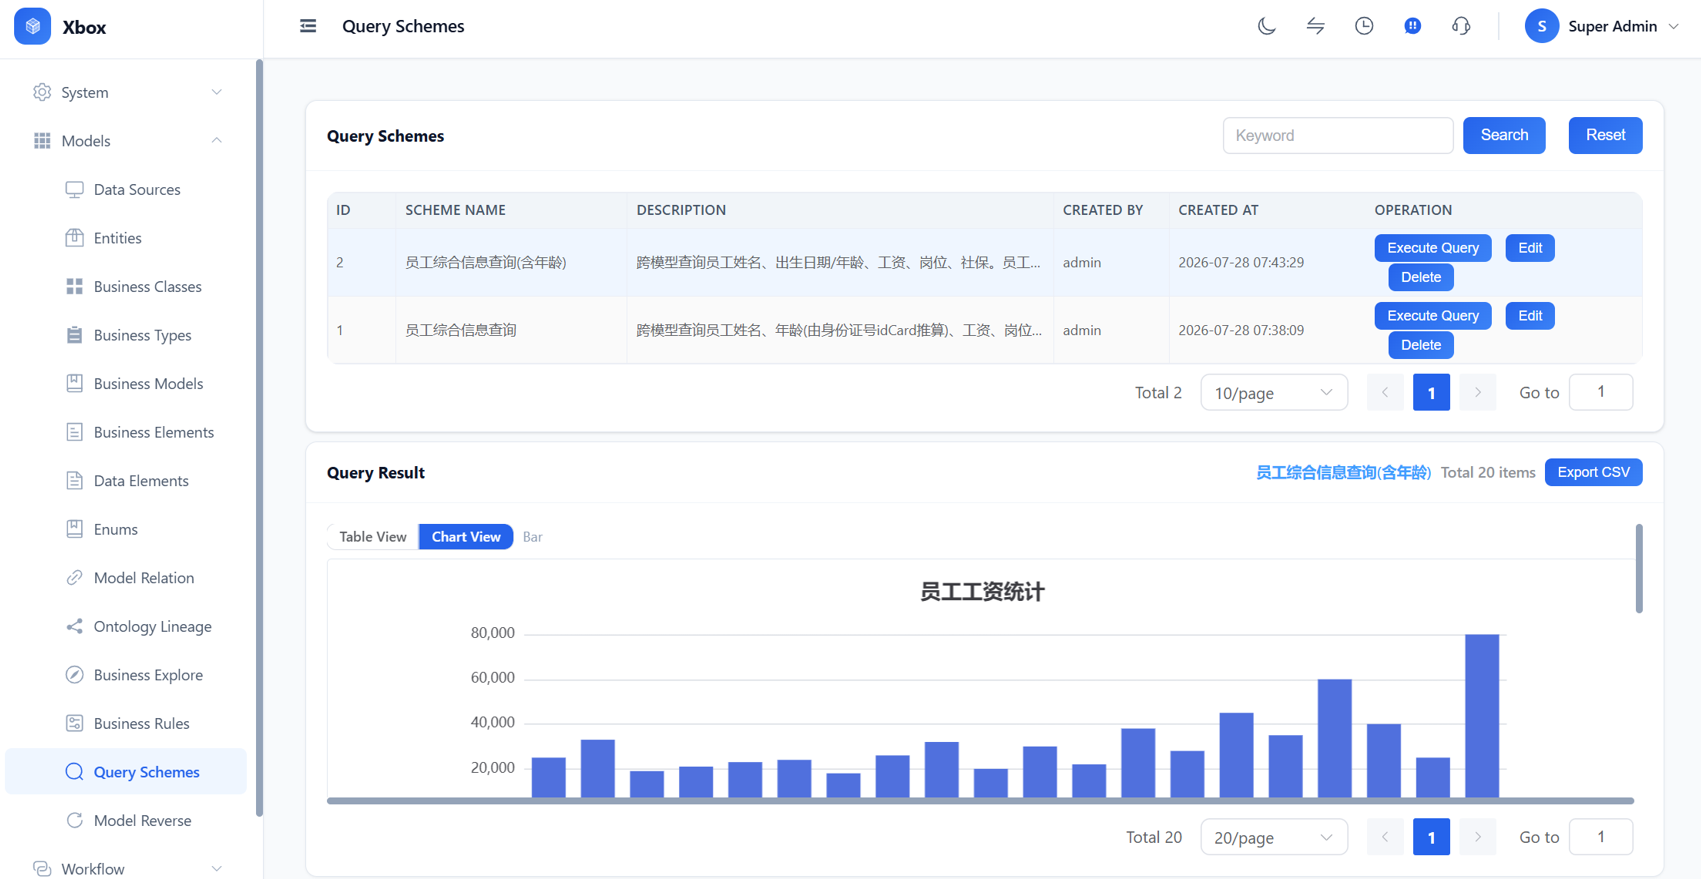 Xbox
Query Schemes
S
Super Admin
System
Models
Data Sources
Entities
Business Classes
Business Types
Business Models
Business Elements
Data Elements
Enums
Model Relation
Ontology Lineage
Business Explore
Business Rules
Query Schemes
Model Reverse
Workflow
Query Schemes
Keyword
Search
Reset
ID SCHEME NAME DESCRIPTION CREATED BY CREATED AT OPERATION
2 员工综合信息查询(含年龄) 跨模型查询员工姓名、出生日期/年龄、工资、岗位、社保。员工... admin 2026-07-28 07:43:29 Execute Query Edit
Delete
1 员工综合信息查询 跨模型查询员工姓名、年龄(由身份证号idCard推算)、工资、岗位... admin 2026-07-28 07:38:09 Execute Query Edit
Delete
Total 2 10/page 1 Go to 1
Query Result
员工综合信息查询(含年龄) Total 20 items Export CSV
Table View Chart View Bar
员工工资统计
80,000
60,000
40,000
20,000
Total 20 20/page 1 Go to 1